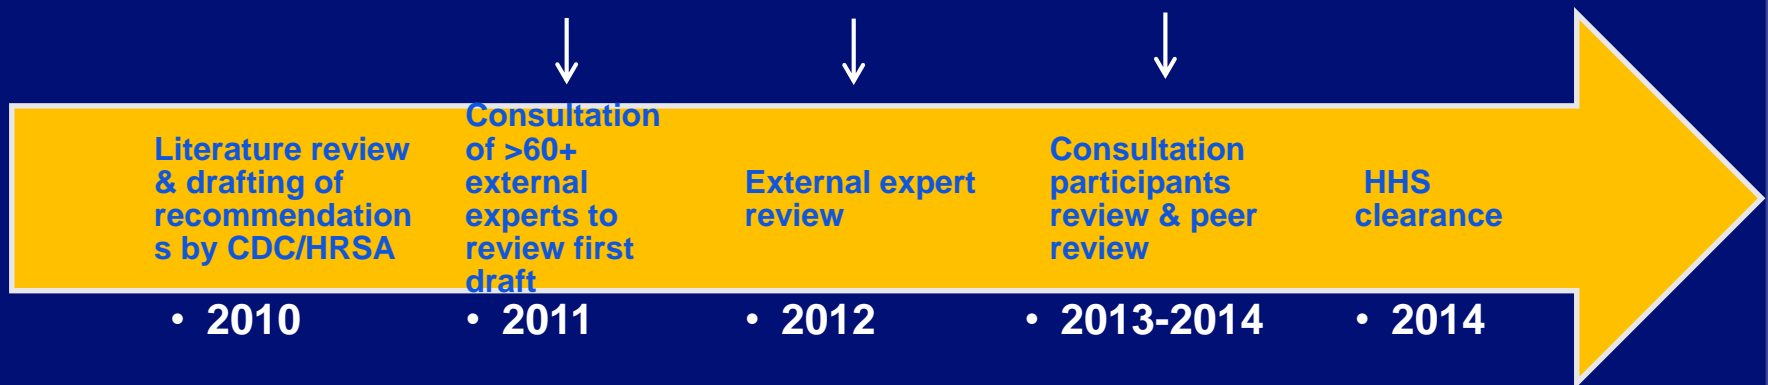 Literature review
& drafting of
recommendation
s by CDC/HRSA
Consultation
of >60+
external
experts to
review first
draft
External expert
review
Consultation
participants
review & peer
review
HHS
clearance
• 2010
• 2011
• 2012
• 2013-2014
• 2014